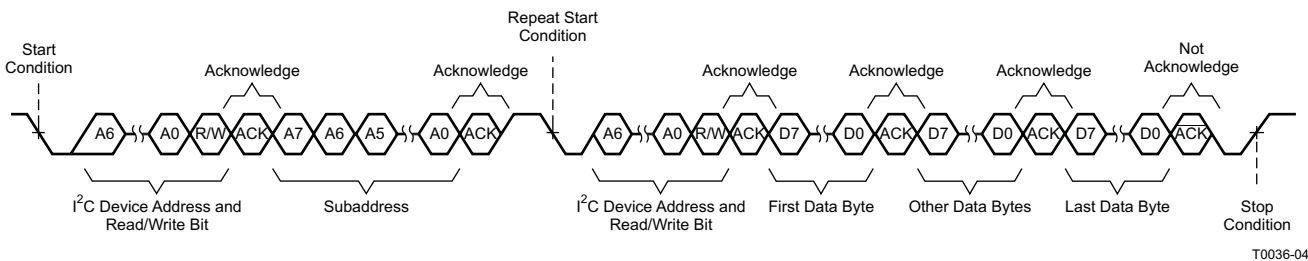 Repeat Start
Condition
Start
Condition
Not
Acknowledge
Acknowledge
Acknowledge
Acknowledge
Acknowledge
Acknowledge
A6 A0 R/W ACK A7 A6 A5 A0 ACK A6 A0 R/W ACK D7 D0 ACK D7 D0 ACK D7 D0 ACK
I2C Device Address and
Read/Write Bit
Subaddress
I2C Device Address and
Read/Write Bit
First Data Byte
Other Data Bytes
Last Data Byte
Stop
Condition
T0036-04